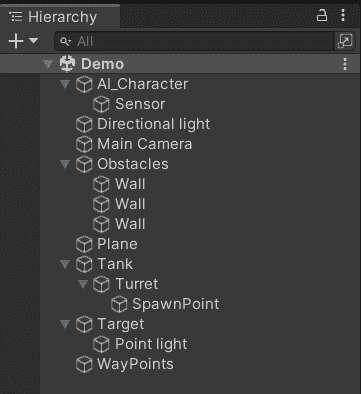 Hierarchy
All
Demo
AI_Character
Sensor
Directional light
Main Camera
Obstacles
Wall
Wall
Wall
Plane
Tank
Turret
SpawnPoint
Target
Point light
WayPoints